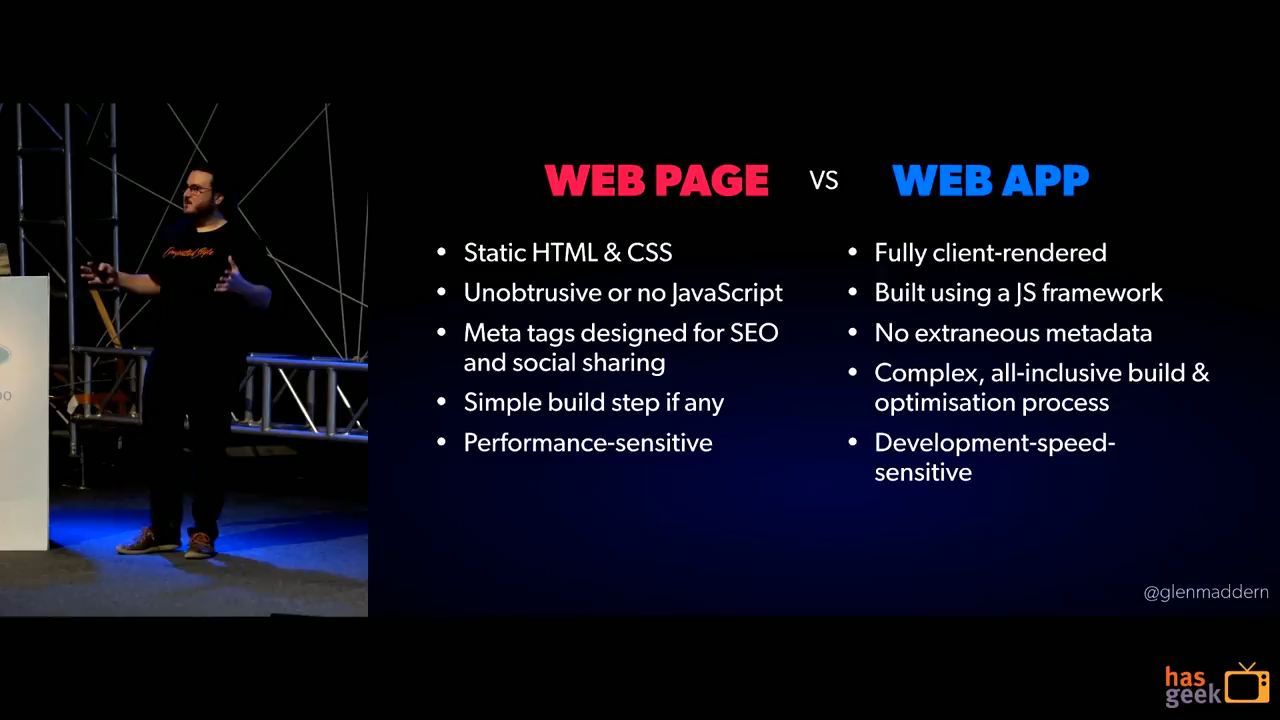 WEB PAGE VS WEB APP
• Static HTML & CSS
• Unobtrusive or no JavaScript
• Meta tags designed for SEO
and social sharing
• Simple build step if any
• Performance-sensitive
• Fully client-rendered
• Built using a JS framework
• No extraneous metadata
• Complex, all-inclusive build &
optimisation process
• Development-speed-
sensitive
@glenmaddern
has
geek